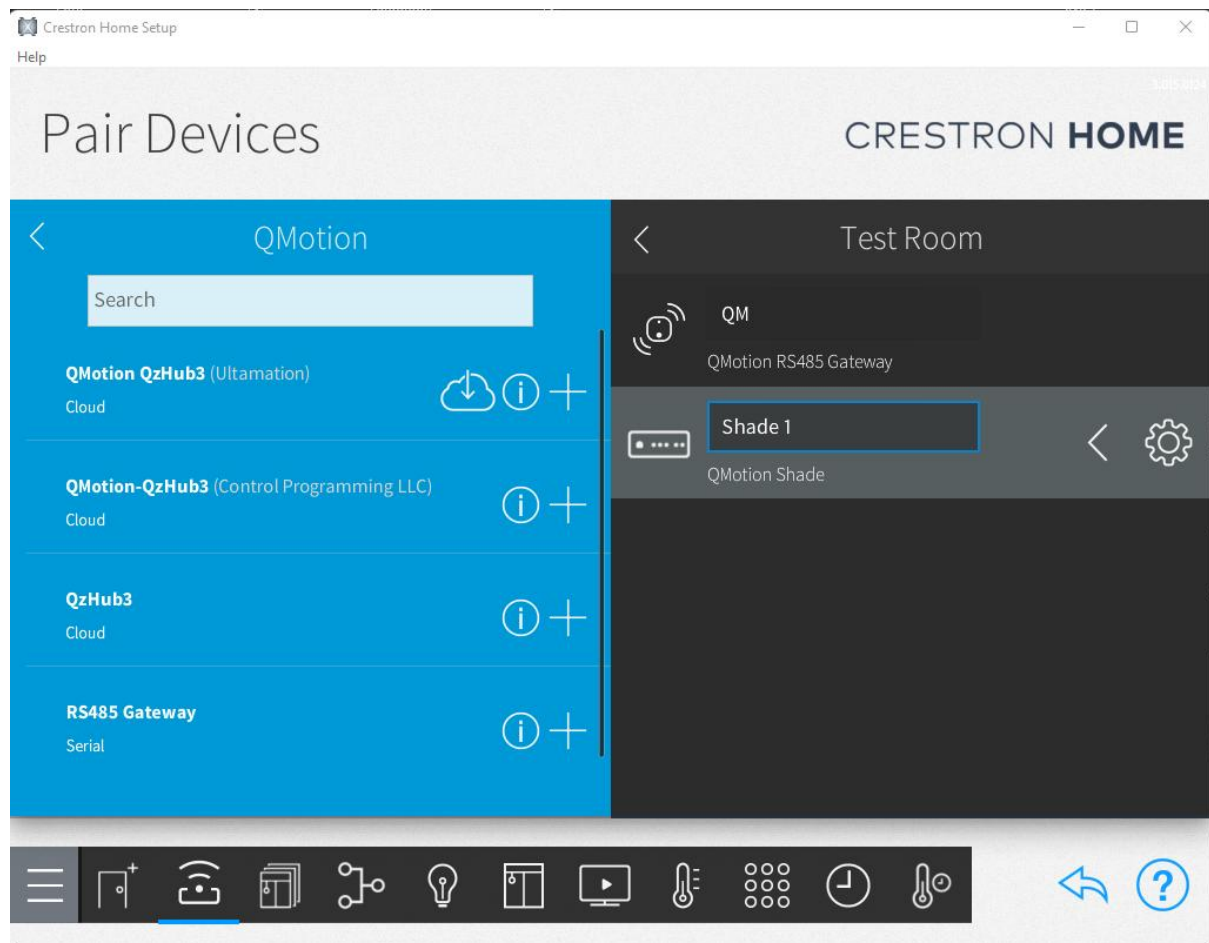 Crestron Home Setup
Help
Pair Devices
CRESTRON HOME
QMotion
Search
QMotion QzHub3 (Ultamation)
Cloud
QMotion-QzHub3 (Control Programming LLC)
Cloud
QzHub3
Cloud
RS485 Gateway
Serial
Test Room
QM
QMotion RS485 Gateway
Shade 1
QMotion Shade